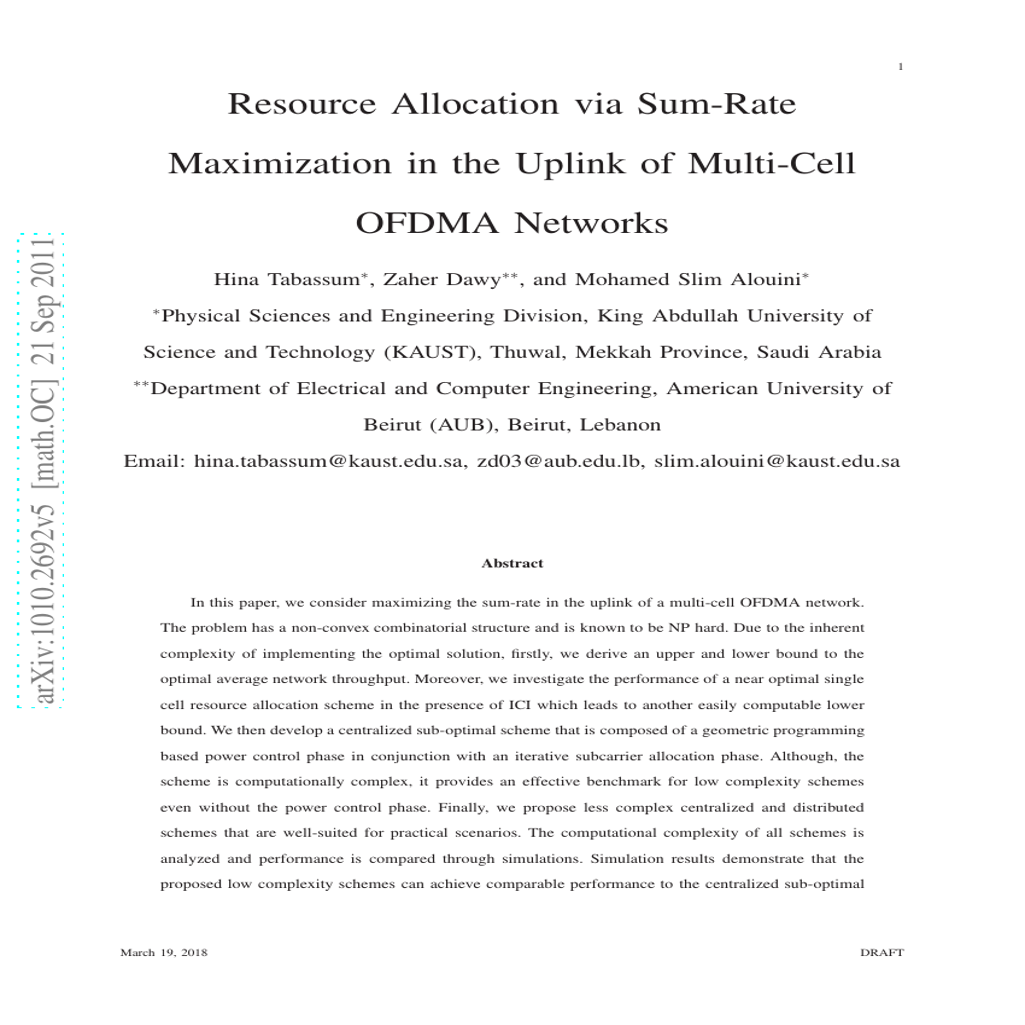 1
Resource Allocation via Sum-Rate
Maximization in the Uplink of Multi-Cell
OFDMA Networks
Hina Tabassum*, Zaher Dawy**, and Mohamed Slim Alouini*
*Physical Sciences and Engineering Division, King Abdullah University of
Science and Technology (KAUST), Thuwal, Mekkah Province, Saudi Arabia
**Department of Electrical and Computer Engineering, American University of
Beirut (AUB), Beirut, Lebanon
Email: hina.tabassum@kaust.edu.sa, zd03@aub.edu.lb, slim.alouini@kaust.edu.sa
arXiv:1010.2692v5 [math.OC] 21 Sep 2011
Abstract
In this paper, we consider maximizing the sum-rate in the uplink of a multi-cell OFDMA network.
The problem has a non-convex combinatorial structure and is known to be NP hard. Due to the inherent
complexity of implementing the optimal solution, firstly, we derive an upper and lower bound to the
optimal average network throughput. Moreover, we investigate the performance of a near optimal single
cell resource allocation scheme in the presence of ICI which leads to another easily computable lower
bound. We then develop a centralized sub-optimal scheme that is composed of a geometric programming
based power control phase in conjunction with an iterative subcarrier allocation phase. Although, the
scheme is computationally complex, it provides an effective benchmark for low complexity schemes
even without the power control phase. Finally, we propose less complex centralized and distributed
schemes that are well-suited for practical scenarios. The computational complexity of all schemes is
analyzed and performance is compared through simulations. Simulation results demonstrate that the
proposed low complexity schemes can achieve comparable performance to the centralized sub-optimal
March 19, 2018
DRAFT